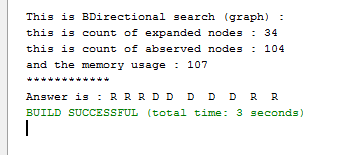 This is BDirectional search (graph) :
this is count of expanded nodes : 34
this is count of abserved nodes : 104
and the memory usage : 107
************
Answer is : R R R D D  D  D  D  R  R
BUILD SUCCESSFUL (total time: 3 seconds)